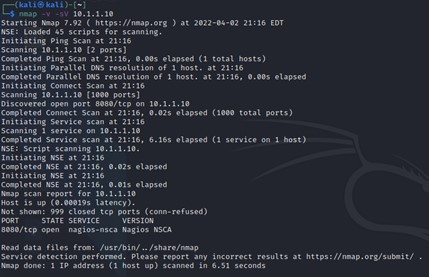 (kali㉿kali)-[~]
$ nmap -v -sV 10.1.1.10
Starting Nmap 7.92 ( https://nmap.org ) at 2022-04-02 21:16 EDT
NSE: Loaded 45 scripts for scanning.
Initiating Ping Scan at 21:16
Scanning 10.1.1.10 [2 ports]
Completed Ping Scan at 21:16, 0.00s elapsed (1 total hosts)
Initiating Parallel DNS resolution of 1 host. at 21:16
Completed Parallel DNS resolution of 1 host. at 21:16, 0.00s elapsed
Initiating Connect Scan at 21:16
Scanning 10.1.1.10 [1000 ports]
Discovered open port 8080/tcp on 10.1.1.10
Completed Connect Scan at 21:16, 0.02s elapsed (1000 total ports)
Initiating Service scan at 21:16
Scanning 1 service on 10.1.1.10
Completed Service scan at 21:16, 6.16s elapsed (1 service on 1 host)
NSE: Script scanning 10.1.1.10.
Initiating NSE at 21:16
Completed NSE at 21:16, 0.02s elapsed
Initiating NSE at 21:16
Completed NSE at 21:16, 0.01s elapsed
Nmap scan report for 10.1.1.10
Host is up (0.00019s latency).
Not shown: 999 closed tcp ports (conn-refused)
PORT STATE SERVICE VERSION
8080/tcp open nagios-nsca Nagios NSCA
Read data files from: /usr/bin/../share/nmap
Service detection performed. Please report any incorrect results at https://nmap.org/submit/ .
Nmap done: 1 IP address (1 host up) scanned in 6.51 seconds